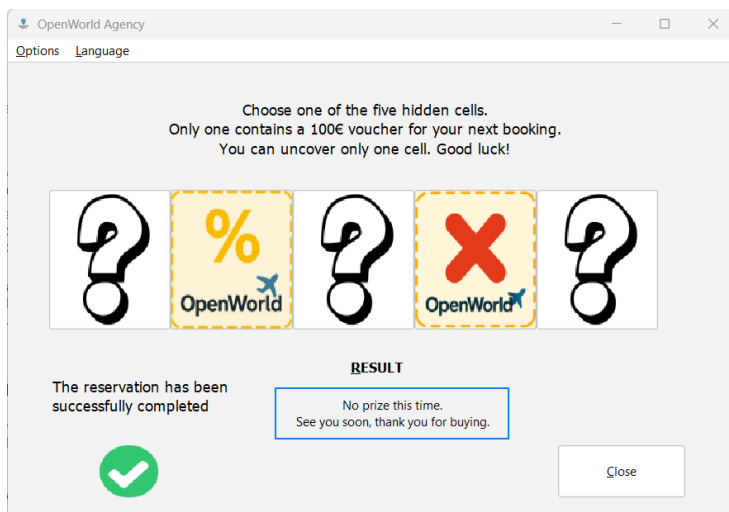 OpenWorld Agency
Options Language
Choose one of the five hidden cells.
Only one contains a 100€ voucher for your next booking.
You can uncover only one cell. Good luck!
? % ? ?
OpenWorld OpenWorld
RESULT
The reservation has been
successfully completed
No prize this time.
See you soon, thank you for buying.
Close